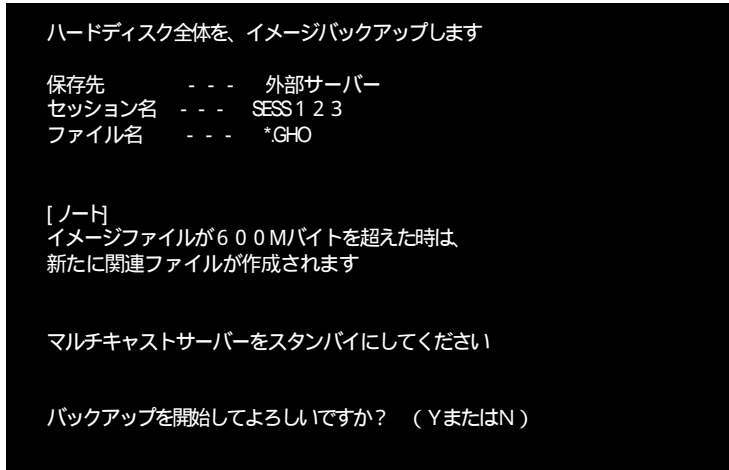 ハードディスク全体を、イメージバックアップします
保存先　　　- - -　外部サーバー
セッション名　- - -　SESS１２３
ファイル名　　- - -　*.GHO
[ノート]
イメージファイルが６００Mバイトを超えた時は、
新たに関連ファイルが作成されます
マルチキャストサーバーをスタンバイにしてください
バックアップを開始してよろしいですか？　（YまたはN）